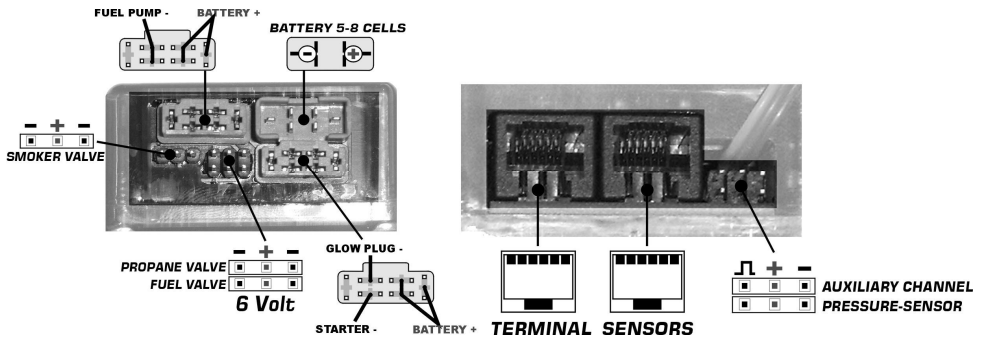 FUEL PUMP - BATTERY +
BATTERY 5-8 CELLS
- +
- + -
SMOKER VALVE
- + -
PROPANE VALVE
FUEL VALVE
6 Volt
GLOW PLUG -
STARTER - BATTERY +
TERMINAL SENSORS
+ -
AUXILIARY CHANNEL
PRESSURE-SENSOR